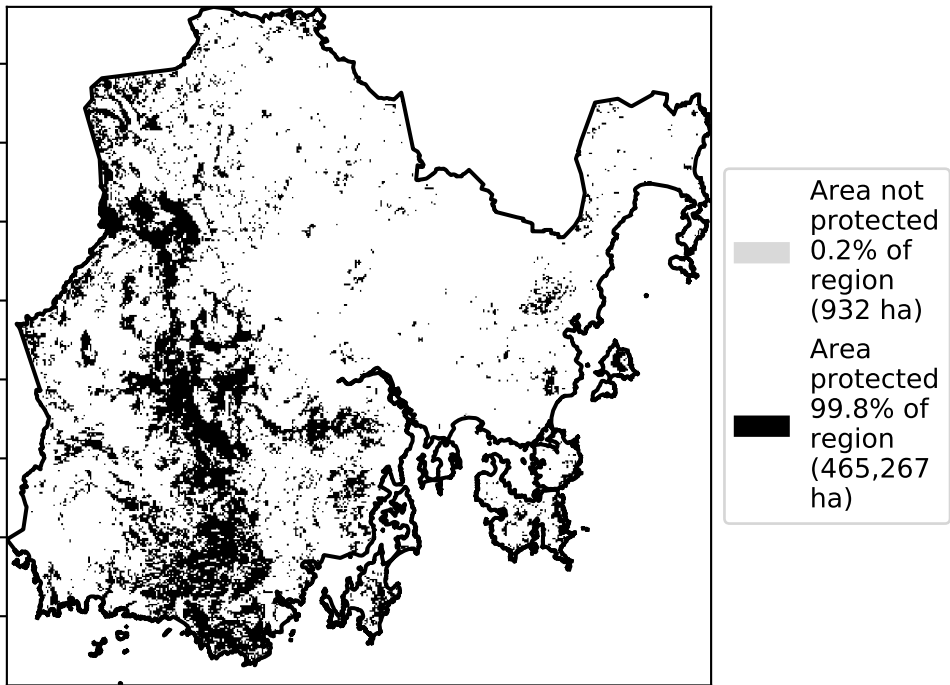 Area not
protected
0.2% of
region
(932 ha)
Area
protected
99.8% of
region
(465,267
ha)